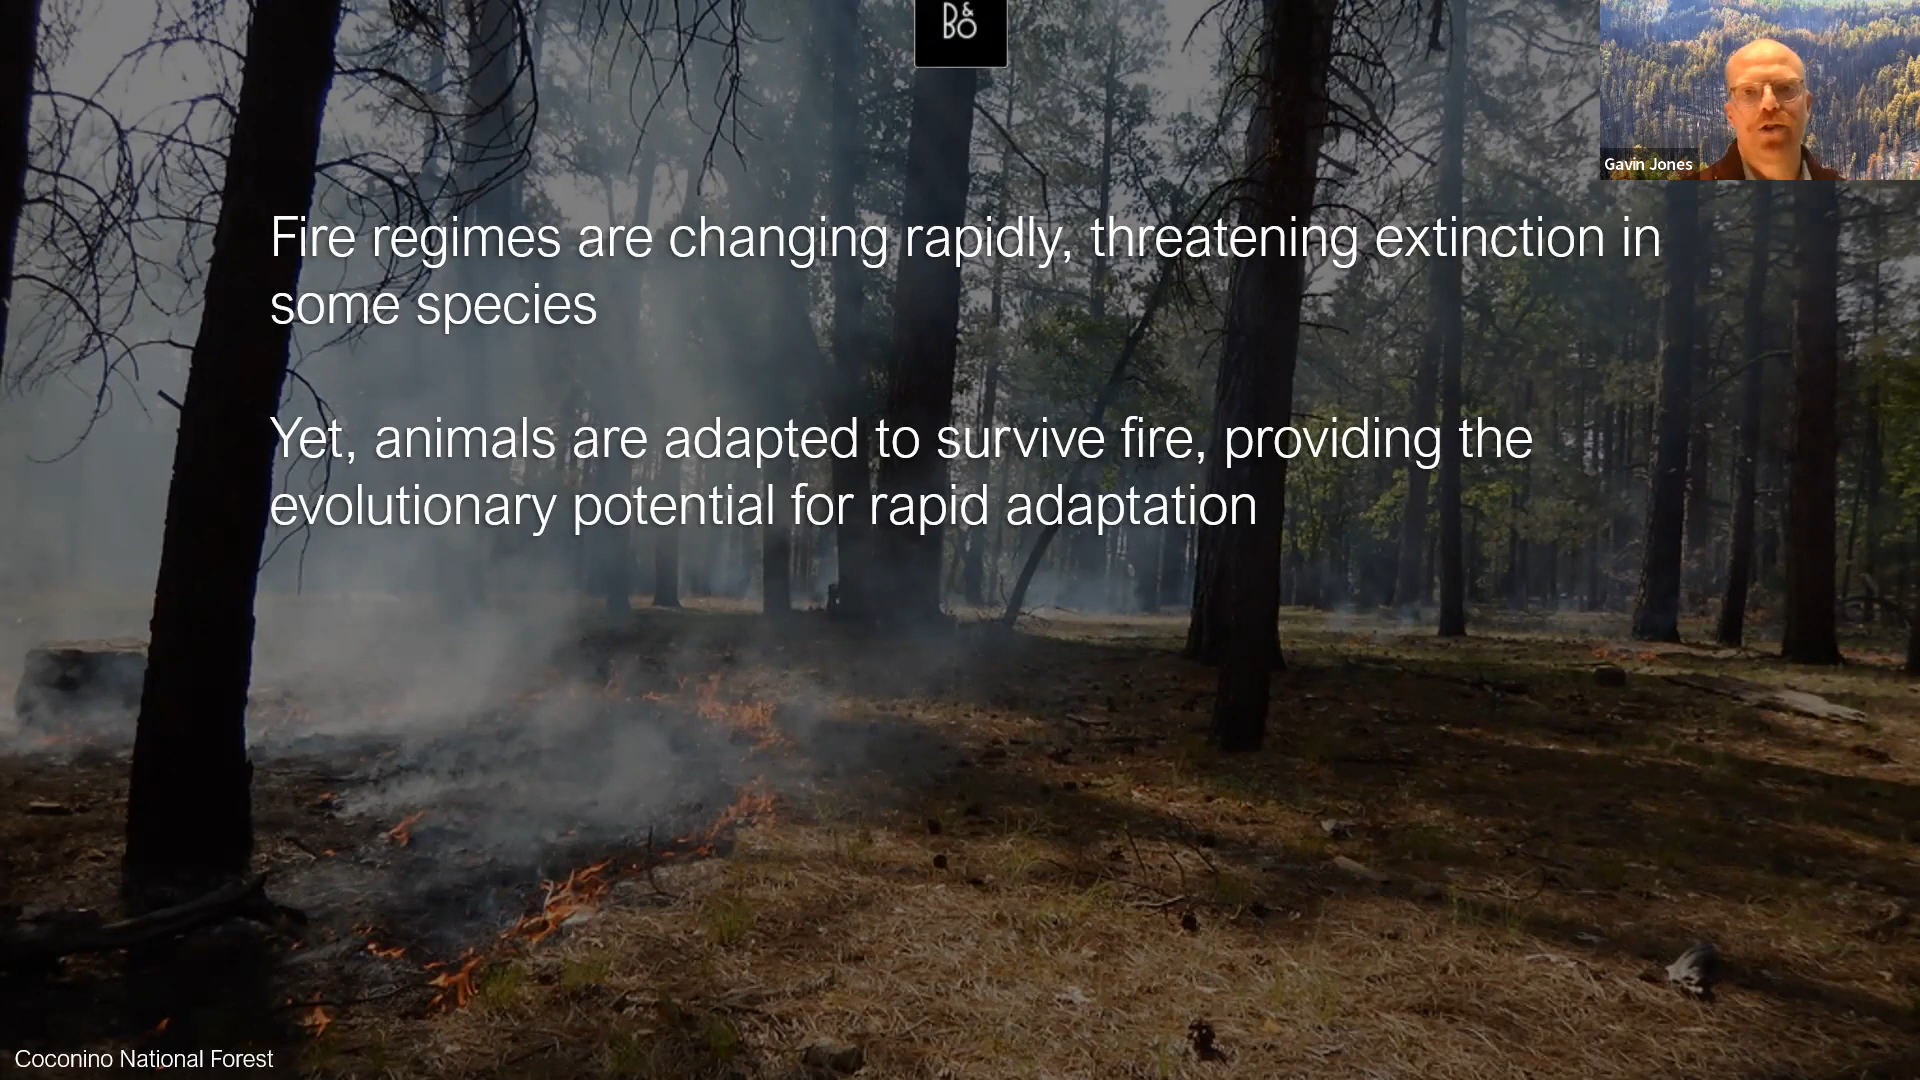 B&O
Gavin Jones
Fire regimes are changing rapidly, threatening extinction in
some species
Yet, animals are adapted to survive fire, providing the
evolutionary potential for rapid adaptation
Coconino National Forest